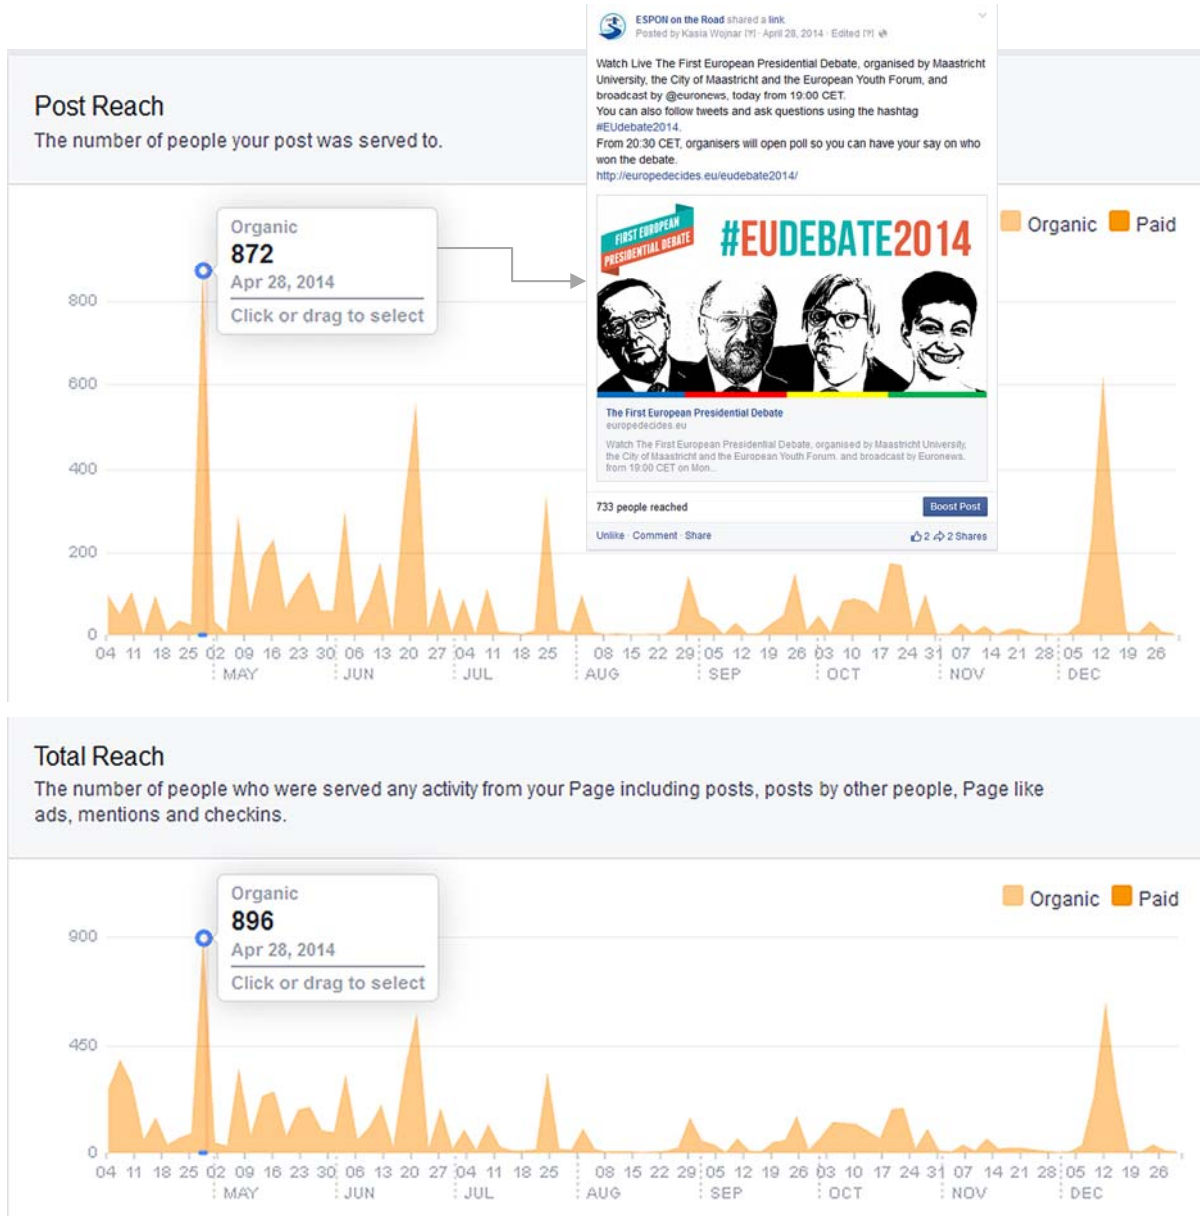 ESPON on the Road shared a link.
Posted by Kasia Wojnar [?] · April 28, 2014 · Edited [?]
Watch Live The First European Presidential Debate, organised by Maastricht
University, the City of Maastricht and the European Youth Forum, and
broadcast by @euronews, today from 19:00 CET.
You can also follow tweets and ask questions using the hashtag
#EUdebate2014.
From 20:30 CET, organisers will open poll so you can have your say on who
won the debate.
http://europedecides.eu/eudebate2014/
FIRST EUROPEAN
PRESIDENTIAL DEBATE
#EUDEBATE2014
The First European Presidential Debate
europedecides.eu
Watch The First European Presidential Debate, organised by Maastricht University,
the City of Maastricht and the European Youth Forum, and broadcast by Euronews,
from 19:00 CET on Mon...
733 people reached
Boost Post
Unlike · Comment · Share
2 2 Shares
Post Reach
The number of people your post was served to.
Organic
872
Apr 28, 2014
Click or drag to select
Organic Paid
800
600
400
200
0
04 11 18 25 02 09 16 23 30 06 13 20 27 04 11 18 25 08 15 22 29 05 12 19 26 03 10 17 24 31 07 14 21 28 05 12 19 26
MAY JUN JUL AUG SEP OCT NOV DEC
Total Reach
The number of people who were served any activity from your Page including posts, posts by other people, Page like
ads, mentions and checkins.
Organic
896
Apr 28, 2014
Click or drag to select
Organic Paid
900
450
0
04 11 18 25 02 09 16 23 30 06 13 20 27 04 11 18 25 08 15 22 29 05 12 19 26 03 10 17 24 31 07 14 21 28 05 12 19 26
MAY JUN JUL AUG SEP OCT NOV DEC